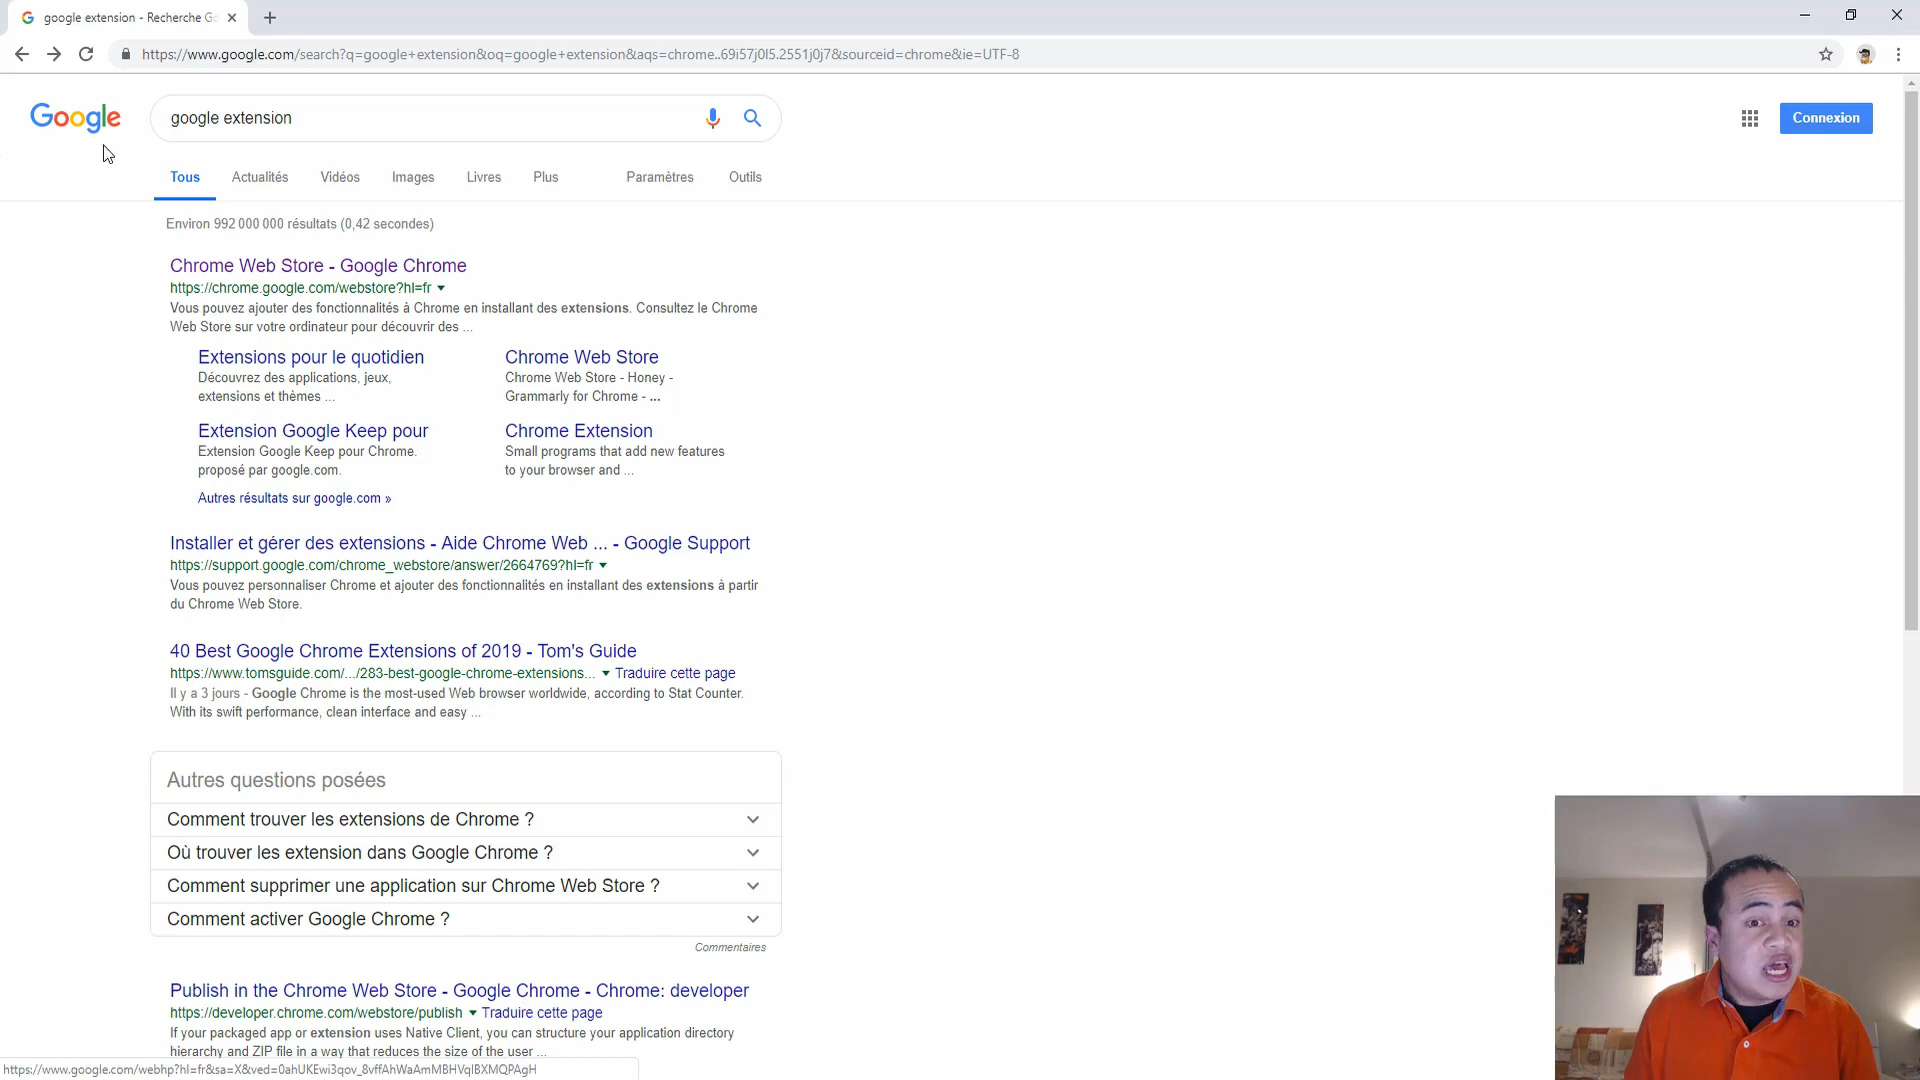 google extension - Recherche Go
https://www.google.com/search?q=google+extension&oq=google+extension&aqs=chrome..69i57j0l5.2551j0j7&sourceid=chrome&ie=UTF-8
Google
google extension
Connexion
Tous Actualités Vidéos Images Livres Plus Paramètres Outils
Environ 992 000 000 résultats (0,42 secondes)
Chrome Web Store - Google Chrome
https://chrome.google.com/webstore?hl=fr
Vous pouvez ajouter des fonctionnalités à Chrome en installant des extensions. Consultez le Chrome
Web Store sur votre ordinateur pour découvrir des ...
Extensions pour le quotidien
Découvrez des applications, jeux,
extensions et thèmes ...
Chrome Web Store
Chrome Web Store - Honey -
Grammarly for Chrome - ...
Extension Google Keep pour
Extension Google Keep pour Chrome.
proposé par google.com.
Chrome Extension
Small programs that add new features
to your browser and ...
Autres résultats sur google.com »
Installer et gérer des extensions - Aide Chrome Web ... - Google Support
https://support.google.com/chrome_webstore/answer/2664769?hl=fr
Vous pouvez personnaliser Chrome et ajouter des fonctionnalités en installant des extensions à partir
du Chrome Web Store.
40 Best Google Chrome Extensions of 2019 - Tom's Guide
https://www.tomsguide.com/.../283-best-google-chrome-extensions... Traduire cette page
Il y a 3 jours - Google Chrome is the most-used Web browser worldwide, according to Stat Counter.
With its swift performance, clean interface and easy ...
Autres questions posées
Comment trouver les extensions de Chrome ?
Où trouver les extension dans Google Chrome ?
Comment supprimer une application sur Chrome Web Store ?
Comment activer Google Chrome ?
Commentaires
Publish in the Chrome Web Store - Google Chrome - Chrome: developer
https://developer.chrome.com/webstore/publish Traduire cette page
If your packaged app or extension uses Native Client, you can structure your application directory
hierarchy and ZIP file in a way that reduces the size of the user ...
https://www.google.com/webhp?hl=fr&sa=X&ved=0ahUKEwi3qov_8vffAhWaAmMBHVqlBXMQPAgH